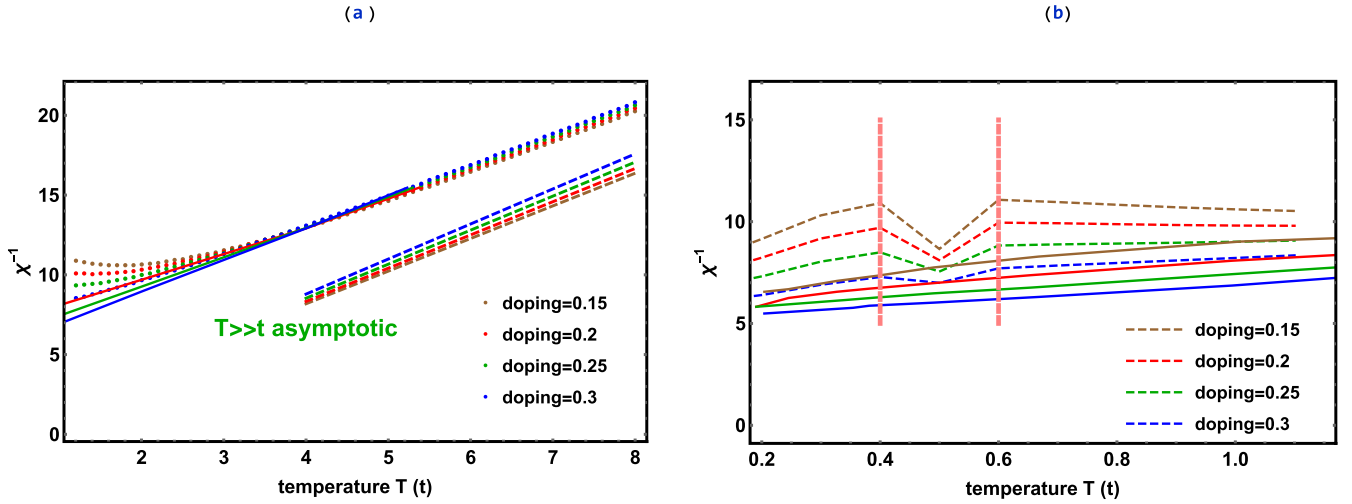 (a)
(b)
χ⁻¹
20
15
10
5
0
T>>t asymptotic
doping=0.15
doping=0.2
doping=0.25
doping=0.3
2 3 4 5 6 7 8
temperature T (t)
χ⁻¹
15
10
5
0
doping=0.15
doping=0.2
doping=0.25
doping=0.3
0.2 0.4 0.6 0.8 1.0
temperature T (t)